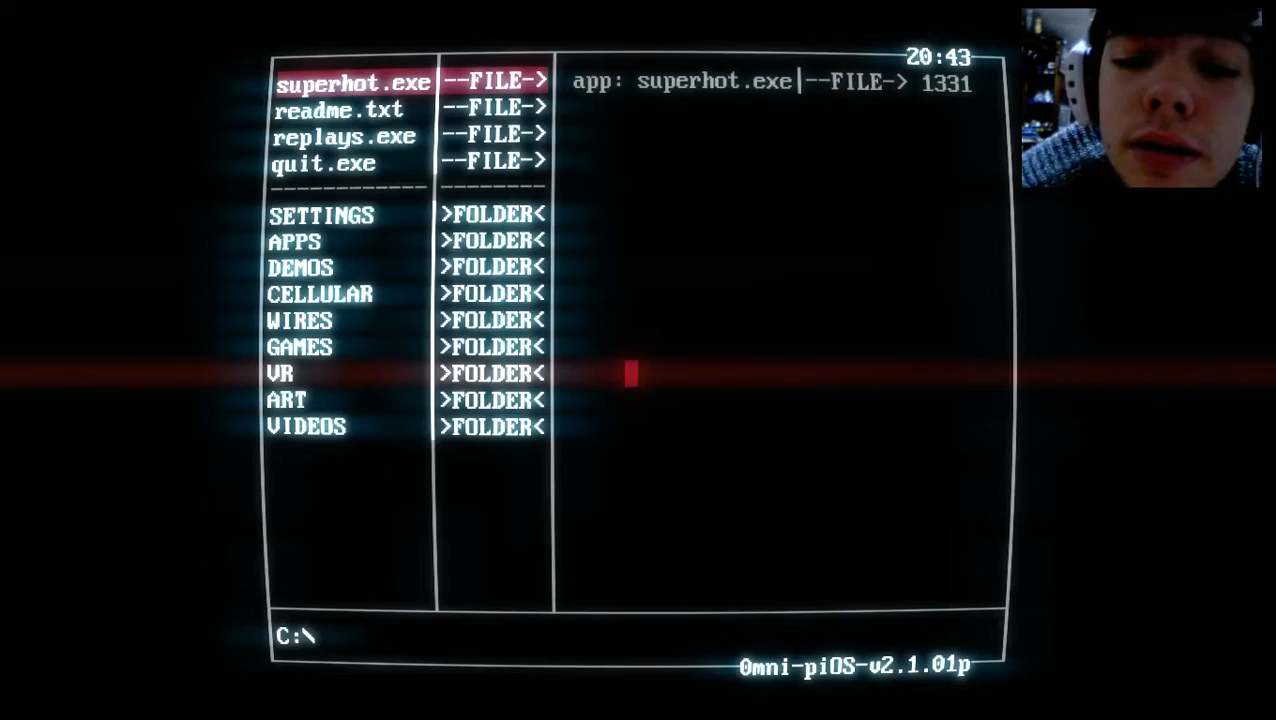 20:43
superhot.exe --FILE-> app: superhot.exe|--FILE-> 1331
readme.txt --FILE->
replays.exe --FILE->
quit.exe --FILE->
------------- --------
SETTINGS >FOLDER<
APPS >FOLDER<
DEMOS >FOLDER<
CELLULAR >FOLDER<
WIRES >FOLDER<
GAMES >FOLDER<
VR >FOLDER<
ART >FOLDER<
VIDEOS >FOLDER<
C:\
0mni-piOS-v2.1.01p